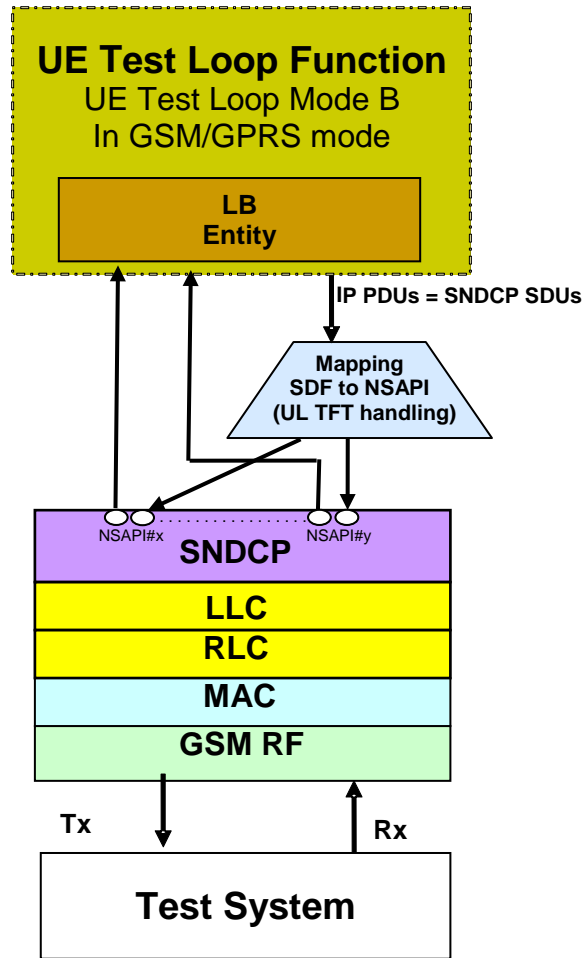 UE Test Loop Function
UE Test Loop Mode B
In GSM/GPRS mode
LB
Entity
IP PDUs = SNDCP SDUs
Mapping
SDF to NSAPI
(UL TFT handling)
NSAPI#x
NSAPI#y
SNDCP
LLC
RLC
MAC
GSM RF
Tx
Rx
Test System